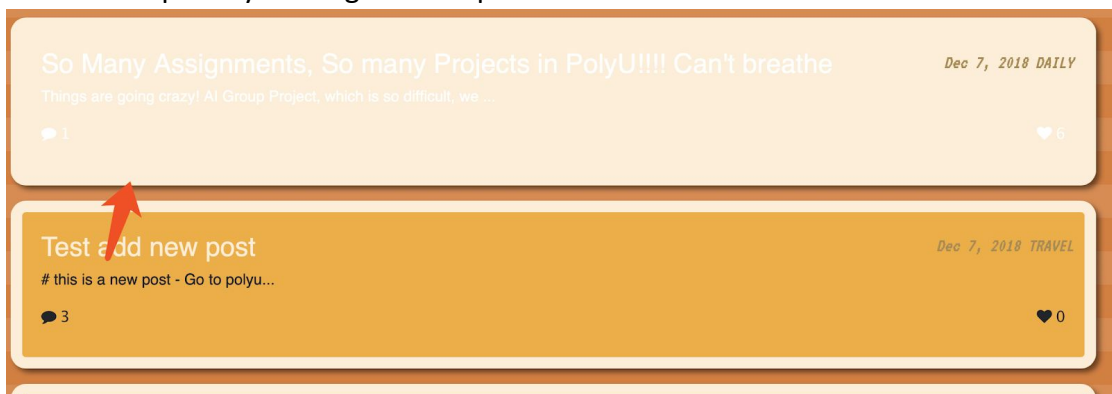 So Many Assignments, So many Projects in PolyU!!!! Can't breathe
Dec 7, 2018 DAILY
Things are going crazy! AI Group Project, which is so difficult, we ...
1
6
Test add new post
Dec 7, 2018 TRAVEL
# this is a new post - Go to polyu...
3
0